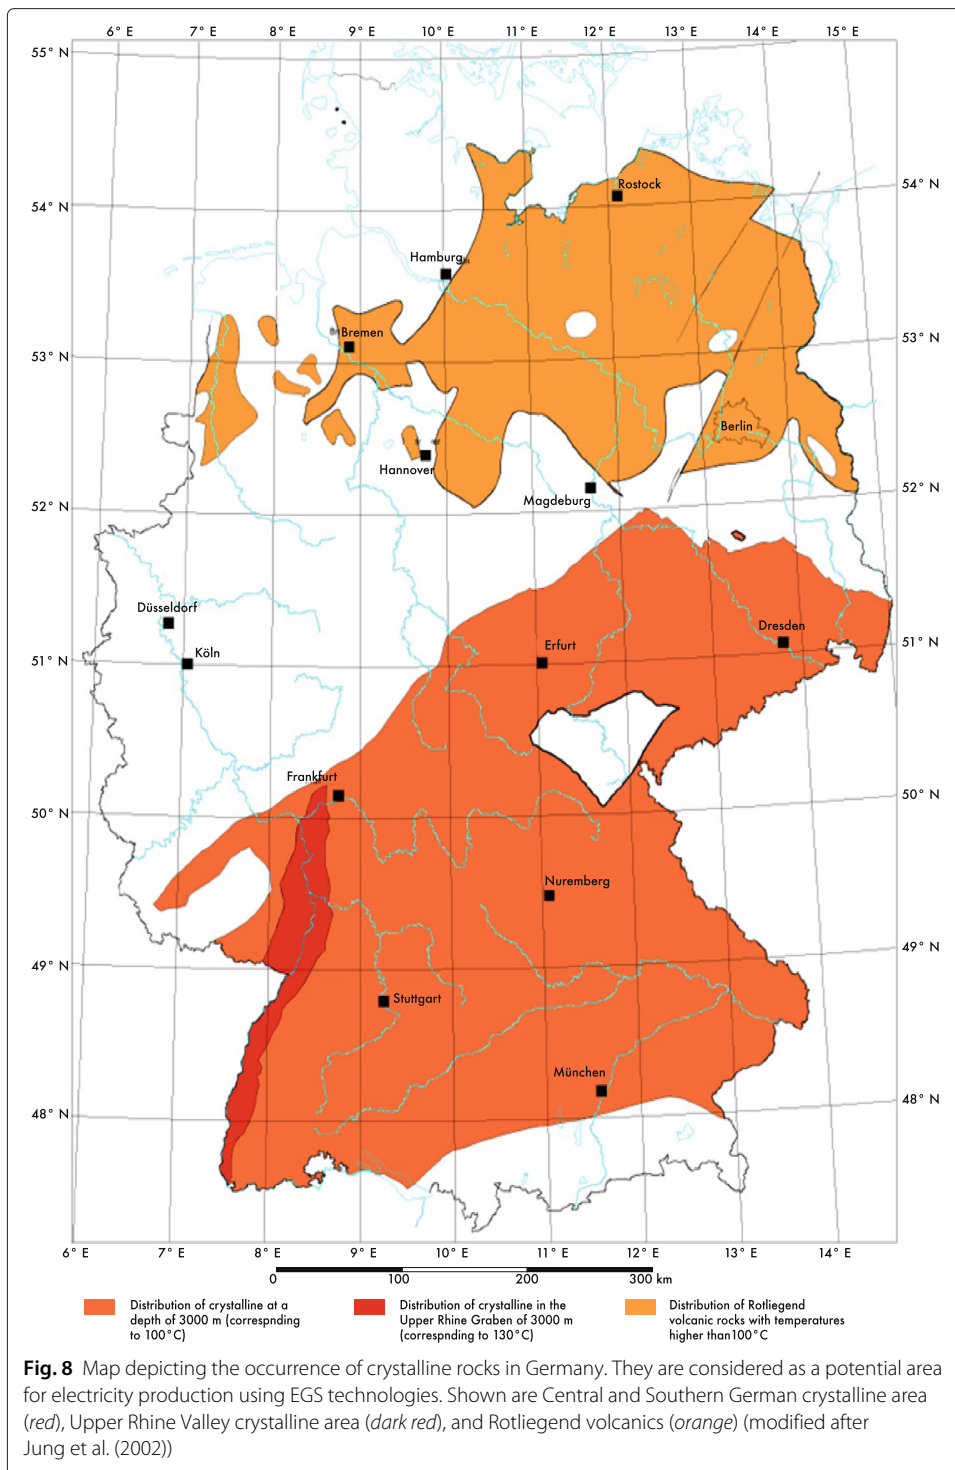 6° E 7° E 8° E 9° E 10° E 11° E 12° E 13° E 14° E 15° E
55° N
54° N
54° N
Rostock
Hamburg
53° N
53° N
Bremen
Berlin
Hannover
52° N
52° N
Magdeburg
Düsseldorf
Dresden
51° N
51° N
Köln
Erfurt
Frankfurt
50° N
50° N
Nuremberg
49° N
49° N
Stuttgart
München
48° N
48° N
6° E 7° E 8° E 9° E 10° E 11° E 12° E 13° E 14° E
0 100 200 300 km
Distribution of crystalline at a
depth of 3000 m (correspnding
to 100°C)
Distribution of crystalline in the
Upper Rhine Graben of 3000 m
(correspnding to 130°C)
Distribution of Rotliegend
volcanic rocks with temperatures
higher than100°C
Fig. 8 Map depicting the occurrence of crystalline rocks in Germany. They are considered as a potential area
for electricity production using EGS technologies. Shown are Central and Southern German crystalline area
(red), Upper Rhine Valley crystalline area (dark red), and Rotliegend volcanics (orange) (modified after
Jung et al. (2002))